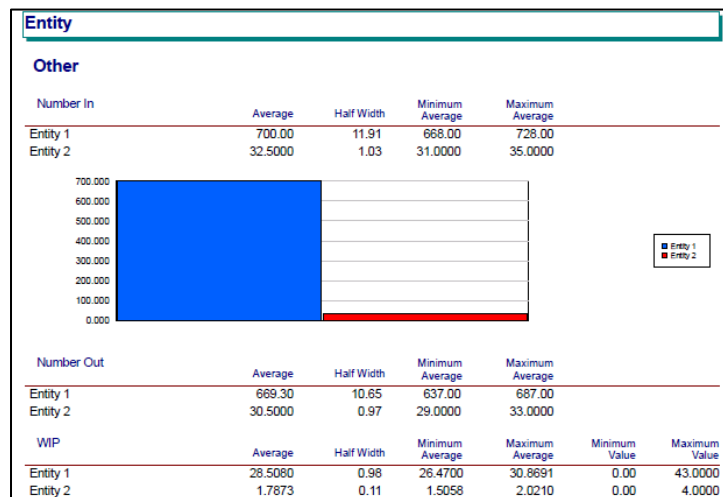 Entity
Other
Number In Average Half Width Minimum Average Maximum Average
Entity 1 700.00 11.91 668.00 728.00
Entity 2 32.5000 1.03 31.0000 35.0000
700.000
600.000
500.000
400.000
300.000
200.000
100.000
0.000
Entity 1
Entity 2
Number Out Average Half Width Minimum Average Maximum Average
Entity 1 669.30 10.65 637.00 687.00
Entity 2 30.5000 0.97 29.0000 33.0000
WIP Average Half Width Minimum Average Maximum Average Minimum Value Maximum Value
Entity 1 28.5080 0.98 26.4700 30.8691 0.00 43.0000
Entity 2 1.7873 0.11 1.5058 2.0210 0.00 4.0000